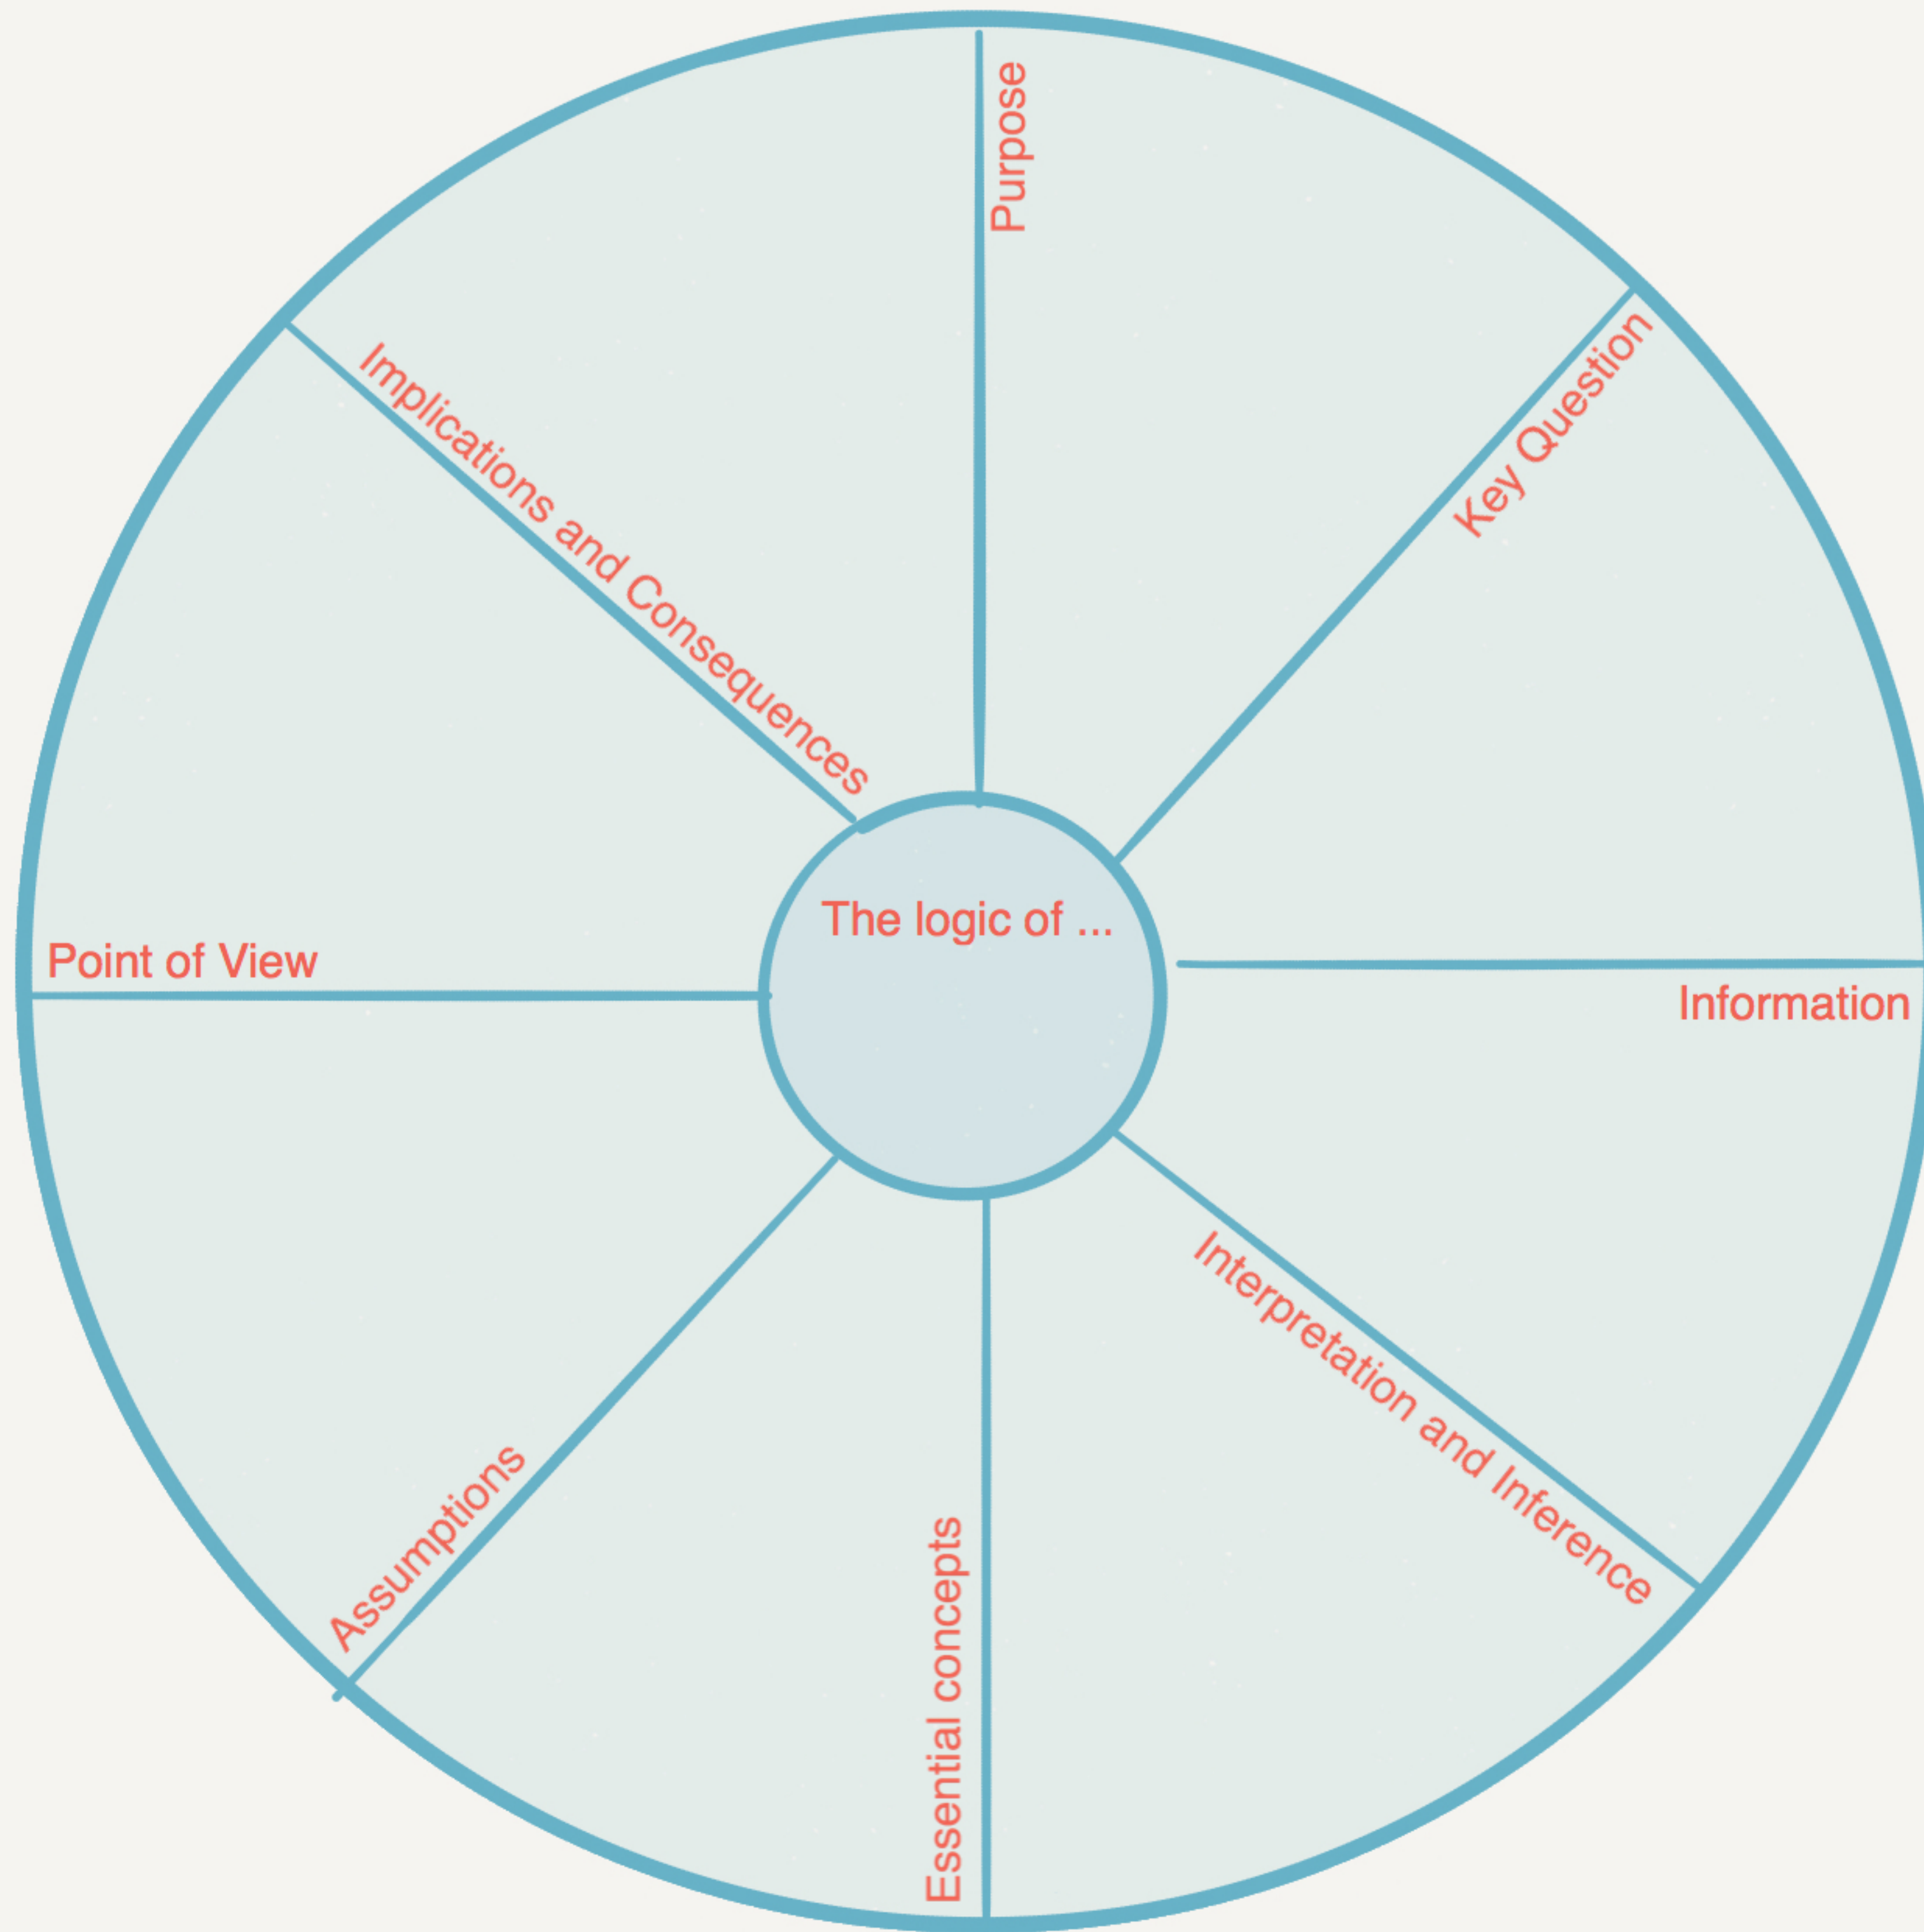 The logic of ...
Purpose
Key Question
Information
Interpretation and Inference
Essential concepts
Assumptions
Point of View
Implications and Consequences